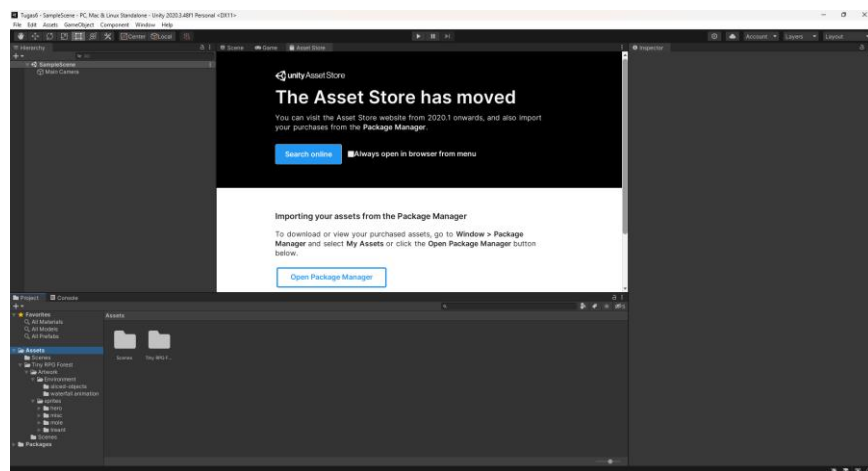 Tugas6 - SampleScene - PC, Mac & Linux Standalone - Unity 2020.3.48f1 Personal <DX11>
File Edit Assets GameObject Component Window Help
Center Local
Account Layers Layout
Hierarchy
Scene Game Asset Store
Inspector
All
SampleScene
Main Camera
unity Asset Store
The Asset Store has moved
You can visit the Asset Store website from 2020.1 onwards, and also import
your purchases from the Package Manager.
Search online Always open in browser from menu
Importing your assets from the Package Manager
To download or view your purchased assets, go to Window > Package
Manager and select My Assets or click the Open Package Manager button
below.
Open Package Manager
Project Console
Favorites
All Materials
All Models
All Prefabs
Assets
Scenes
Tiny RPG Forest
Artwork
Environment
sliced-objects
waterfall animation
sprites
hero
misc
mole
treant
Scenes
Packages
Assets
Scenes Tiny RPG F...